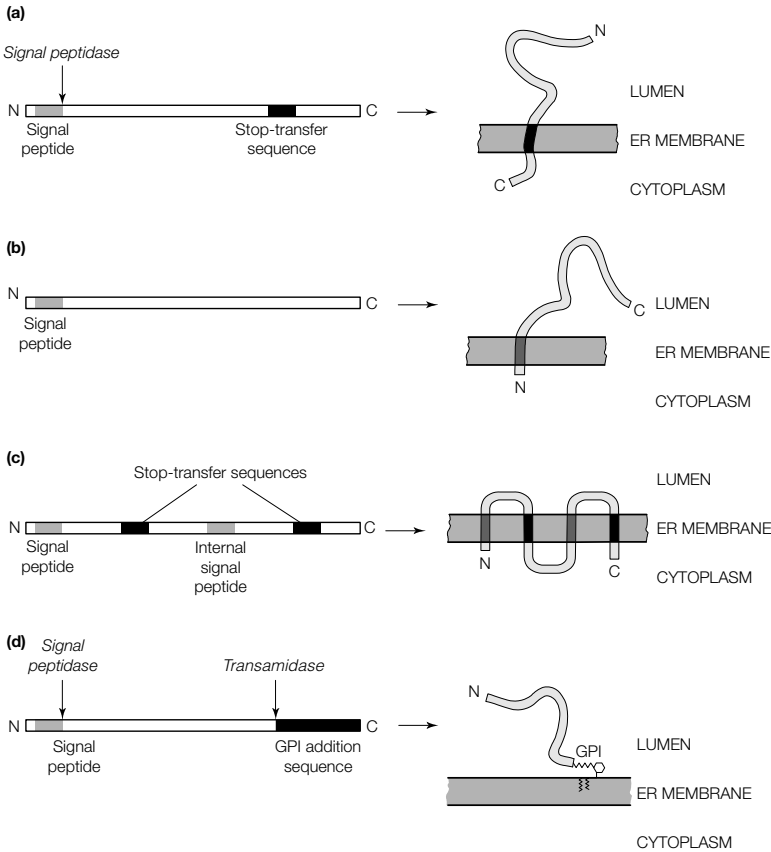 (a)
Signal peptidase
N
C
Signal
peptide
Stop-transfer
sequence
N
C
LUMEN
ER MEMBRANE
CYTOPLASM
(b)
N
C
Signal
peptide
C
N
LUMEN
ER MEMBRANE
CYTOPLASM
(c)
Stop-transfer sequences
N
C
Signal
peptide
Internal
signal
peptide
N
C
LUMEN
ER MEMBRANE
CYTOPLASM
(d)
Signal
peptidase
Transamidase
N
C
Signal
peptide
GPI addition
sequence
N
GPI
LUMEN
ER MEMBRANE
CYTOPLASM